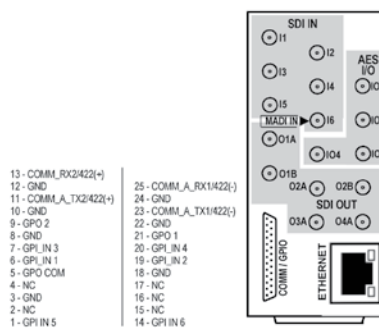 SDI IN
I1
I2
AES
I/O
I3
I4
I5
MADI IN
I6
O1A
IO4
O1B
O2A
O2B
SDI OUT
O3A
O4A
COMM / GPIO
ETHERNET
13 - COMM_RX2/422(+)
12 - GND
11 - COMM_A_TX2/422(+)
10 - GND
9 - GPO 2
8 - GND
7 - GPI_IN 3
6 - GPI_IN 1
5 - GPO COM
4 - NC
3 - GND
2 - NC
1 - GPI IN 5
25 - COMM_A_RX1/422(-)
24 - GND
23 - COMM_A_TX1/422(-)
22 - GND
21 - GPO 1
20 - GPI_IN 4
19 - GPI_IN 2
18 - GND
17 - NC
16 - NC
15 - NC
14 - GPI IN 6